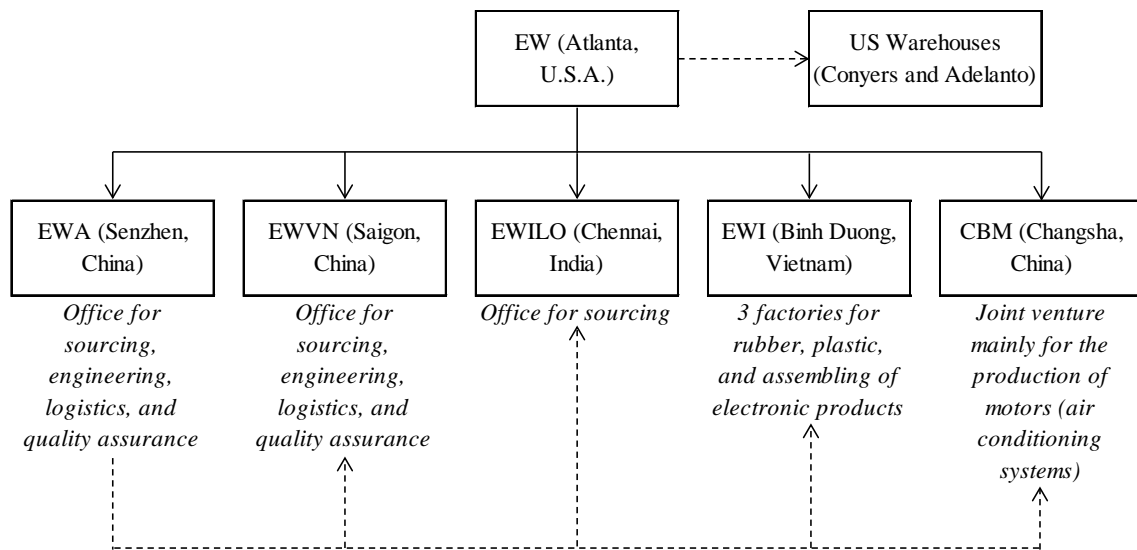 EW (Atlanta,
U.S.A.)
US Warehouses
(Conyers and Adelanto)
EWA (Senzhen,
China)
Office for
sourcing,
engineering,
logistics, and
quality assurance
EWVN (Saigon,
China)
Office for
sourcing,
engineering,
logistics, and
quality assurance
EWILO (Chennai,
India)
Office for sourcing
EWI (Binh Duong,
Vietnam)
3 factories for
rubber, plastic,
and assembling of
electronic products
CBM (Changsha,
China)
Joint venture
mainly for the
production of
motors (air
conditioning
systems)